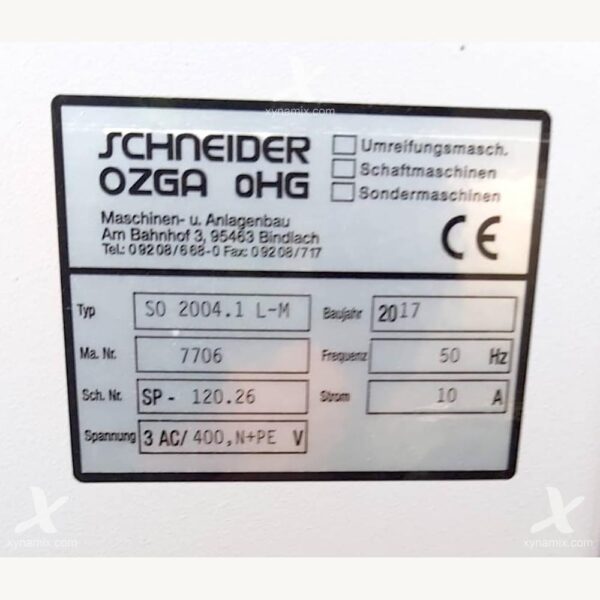 xynamix.com
SCHNEIDER
OZGA OHG
Umreifungsmasch.
Schaftmaschinen
Sondermaschinen
Maschinen- u. Anlagenbau
Am Bahnhof 3, 95463 Bindlach
Tel.: 09208/668-0 Fax: 09208/717
CE
Typ SO 2004.1 L-M Baujahr 2017
Ma. Nr. 7706 Frequenz 50 Hz
Sch. Nr. SP - 120.26 Strom 10 A
Spannung 3 AC/ 400,N+PE V
xynamix.com
xynamix.com